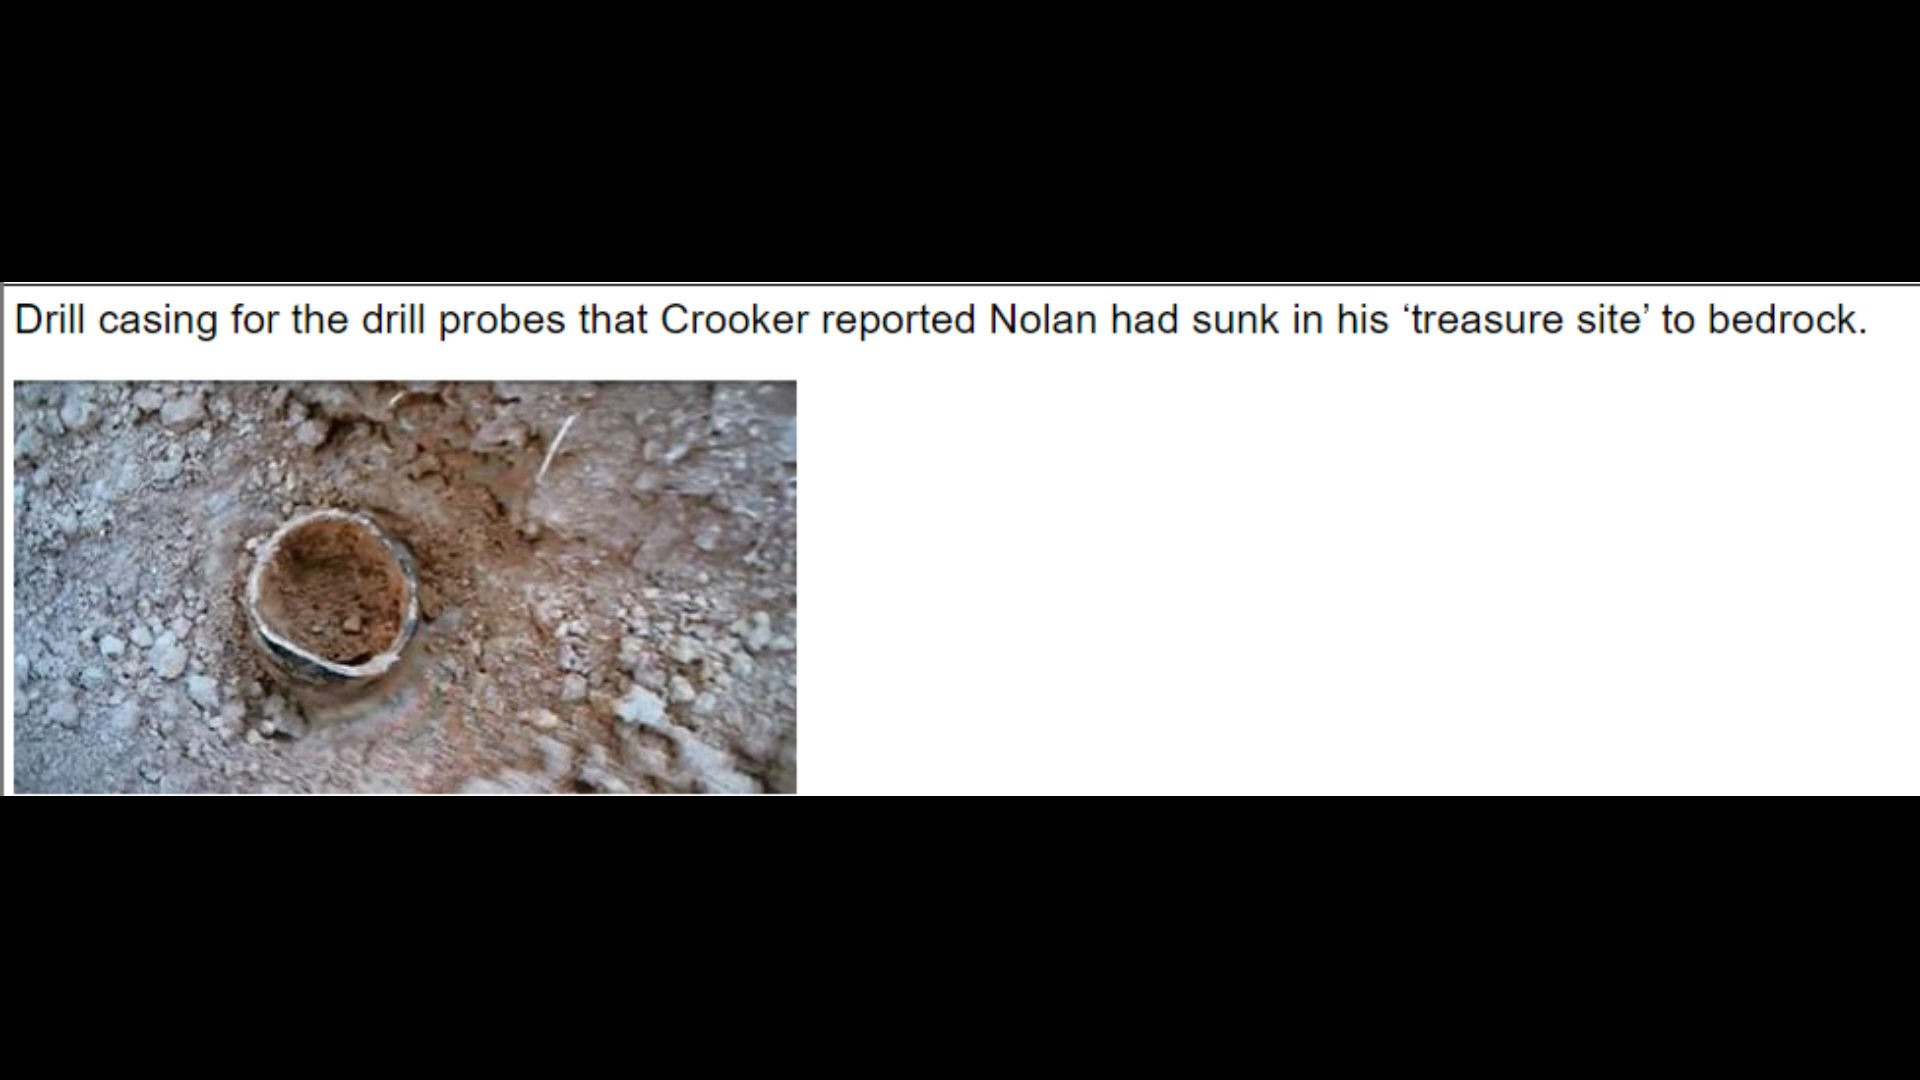 Drill casing for the drill probes that Crooker reported Nolan had sunk in his ‘treasure site’ to bedrock.